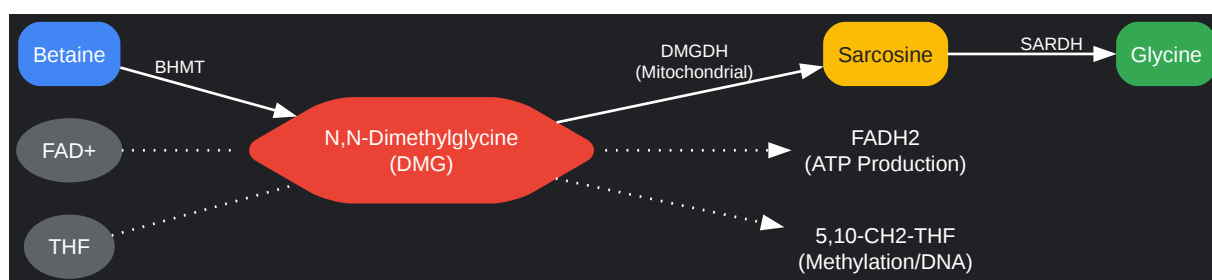 Betaine
BHMT
DMGDH
(Mitochondrial)
Sarcosine
SARDH
Glycine
FAD+
N,N-Dimethylglycine
(DMG)
FADH2
(ATP Production)
THF
5,10-CH2-THF
(Methylation/DNA)